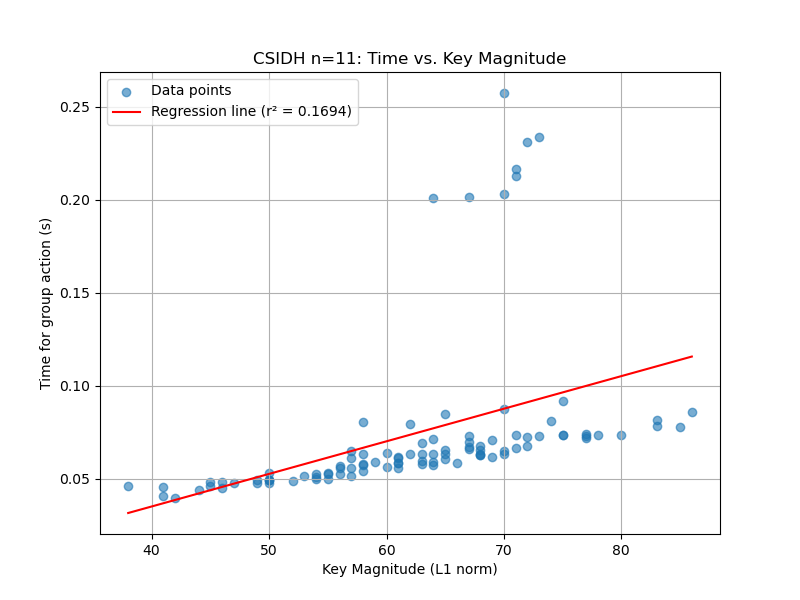 CSIDH n=11: Time vs. Key Magnitude
Data points
Regression line (r² = 0.1694)
Time for group action (s)
0.25
0.20
0.15
0.10
0.05
40 50 60 70 80
Key Magnitude (L1 norm)